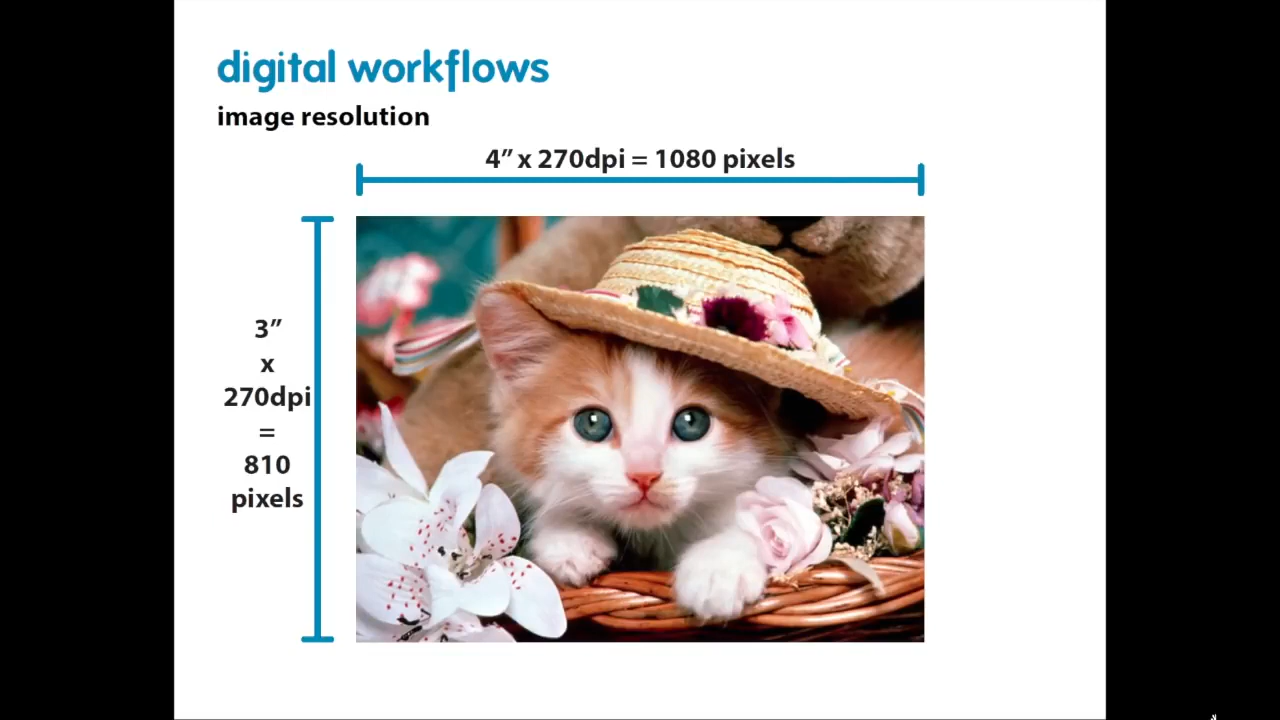 digital workflows
image resolution
4” x 270dpi = 1080 pixels
3”
x
270dpi
=
810
pixels